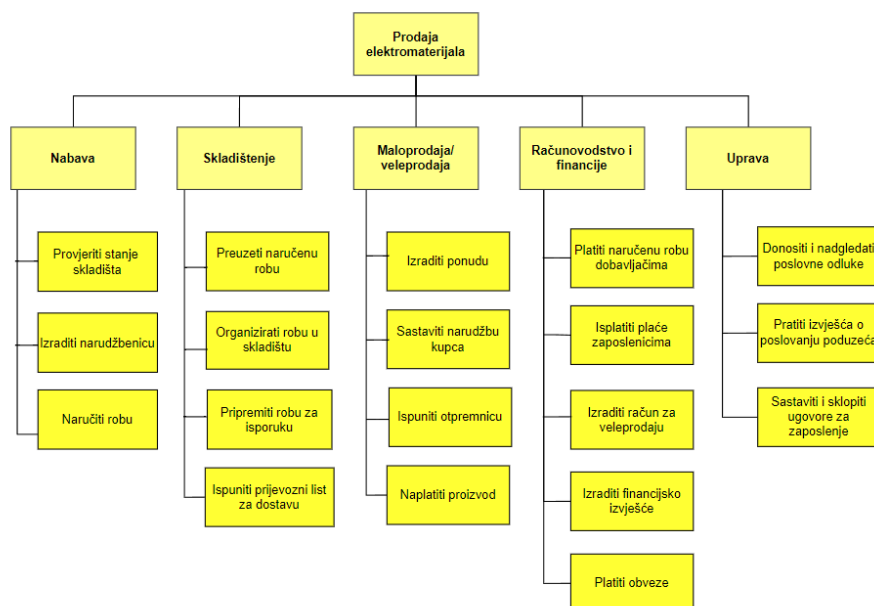 Prodaja
elektromaterijala
Nabava
Skladištenje
Maloprodaja/
veleprodaja
Računovodstvo i
financije
Uprava
Provjeriti stanje
skladišta
Izraditi narudžbenicu
Naručiti robu
Preuzeti naručenu
robu
Organizirati robu u
skladištu
Pripremiti robu za
isporuku
Ispuniti prijevozni list
za dostavu
Izraditi ponudu
Sastaviti narudžbu
kupca
Ispuniti otpremnicu
Naplatiti proizvod
Platiti naručenu robu
dobavljačima
Isplatiti plaće
zaposlenicima
Izraditi račun za
veleprodaju
Izraditi financijsko
izvješće
Platiti obveze
Donositi i nadgledati
poslovne odluke
Pratiti izvješća o
poslovanju poduzeća
Sastaviti i sklopiti
ugovore za
zaposlenje